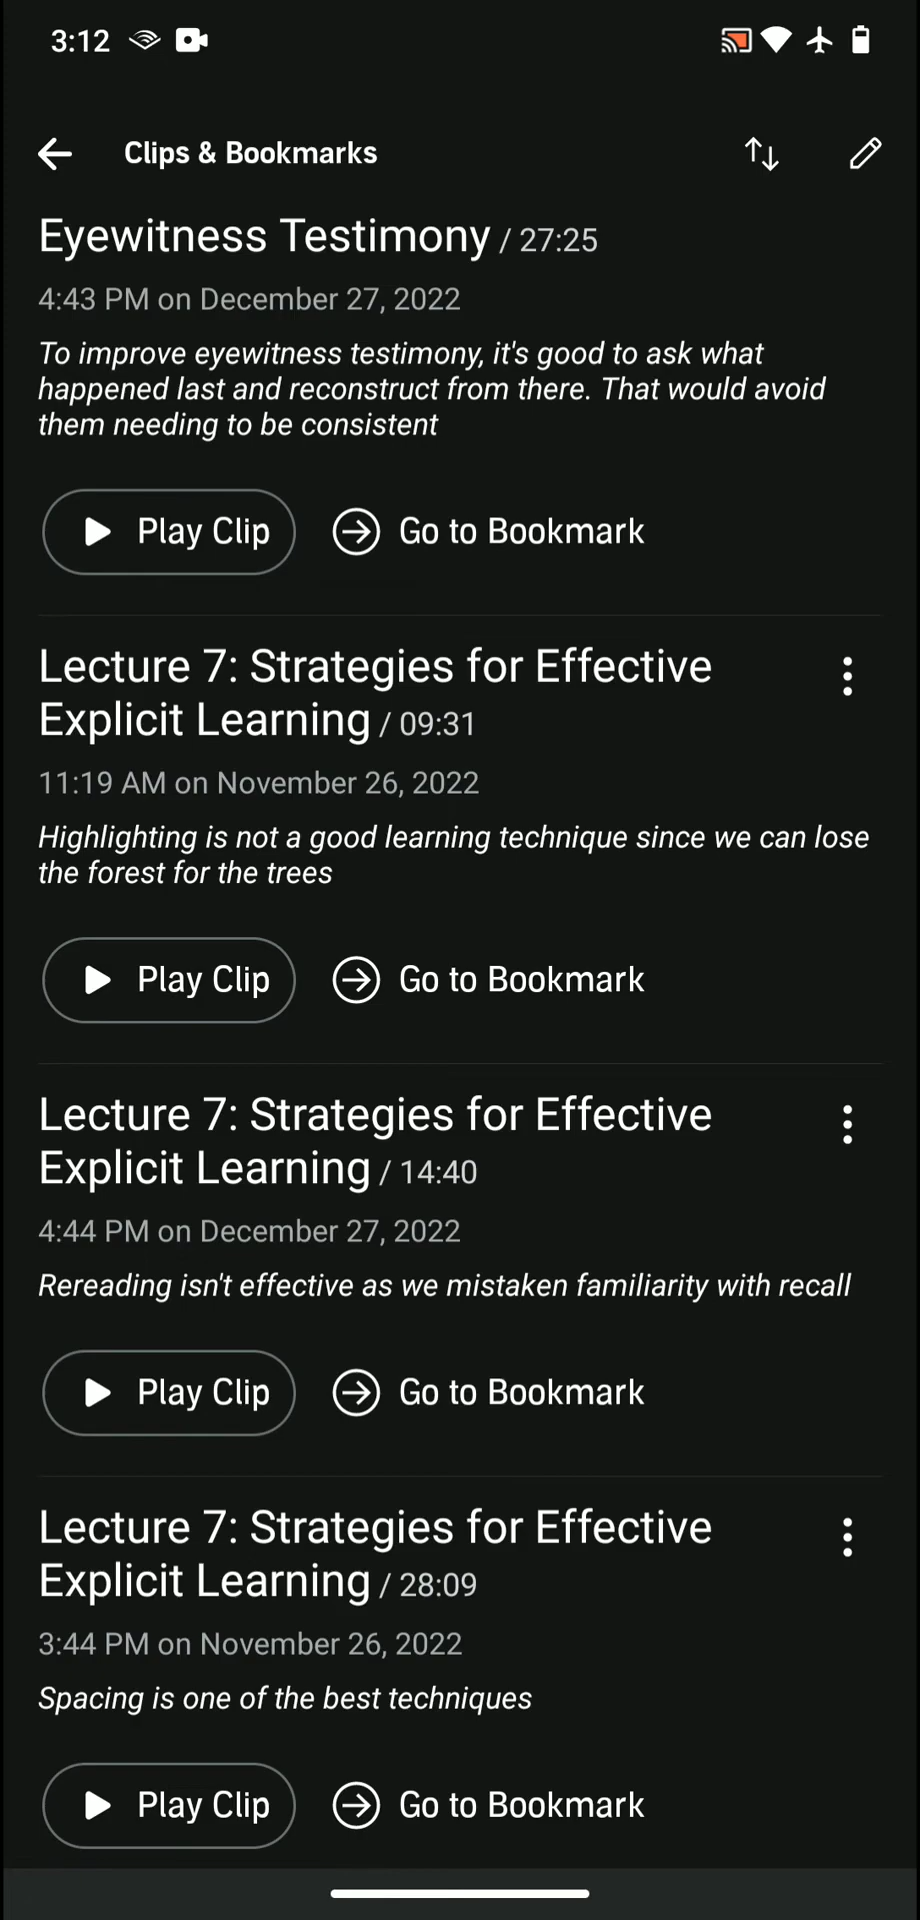 3:12
Clips & Bookmarks
Eyewitness Testimony / 27:25
4:43 PM on December 27, 2022
To improve eyewitness testimony, it's good to ask what
happened last and reconstruct from there. That would avoid
them needing to be consistent
Play Clip Go to Bookmark
Lecture 7: Strategies for Effective
Explicit Learning / 09:31
11:19 AM on November 26, 2022
Highlighting is not a good learning technique since we can lose
the forest for the trees
Play Clip Go to Bookmark
Lecture 7: Strategies for Effective
Explicit Learning / 14:40
4:44 PM on December 27, 2022
Rereading isn't effective as we mistaken familiarity with recall
Play Clip Go to Bookmark
Lecture 7: Strategies for Effective
Explicit Learning / 28:09
3:44 PM on November 26, 2022
Spacing is one of the best techniques
Play Clip Go to Bookmark